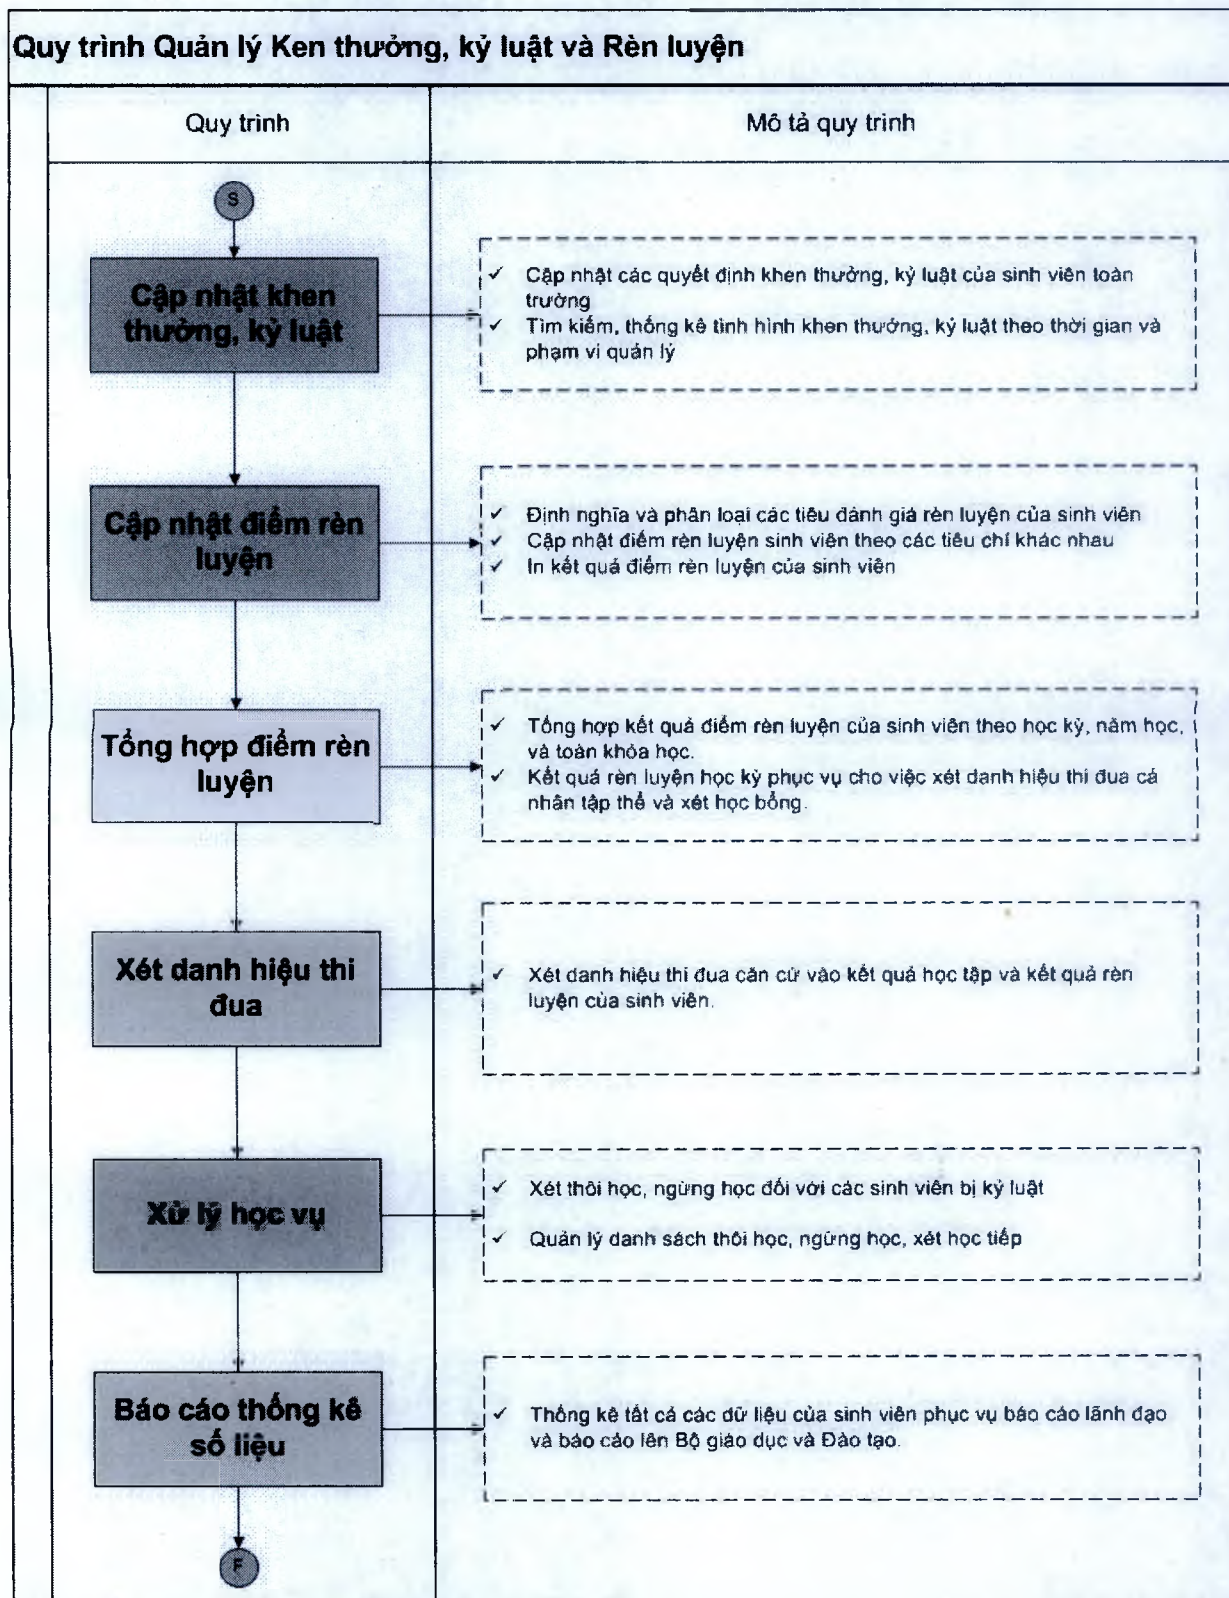 Quy trình Quản lý Ken thưởng, kỷ luật và Rèn luyện
Quy trình
Mô tả quy trình
S
Cập nhật khen
thưởng, kỷ luật
✓ Cập nhật các quyết định khen thưởng, kỷ luật của sinh viên toàn
trường
✓ Tìm kiếm, thống kê tình hình khen thưởng, kỷ luật theo thời gian và
phạm vi quản lý
Cập nhật điểm rèn
luyện
✓ Định nghĩa và phân loại các tiêu đánh giá rèn luyện của sinh viên
✓ Cập nhật điểm rèn luyện sinh viên theo các tiêu chí khác nhau
✓ In kết quả điểm rèn luyện của sinh viên
Tổng hợp điểm rèn
luyện
✓ Tổng hợp kết quả điểm rèn luyện của sinh viên theo học kỳ, năm học,
và toàn khóa học.
✓ Kết quả rèn luyện học kỳ phục vụ cho việc xét danh hiệu thi đua cá
nhân tập thể và xét học bổng.
Xét danh hiệu thi
đua
✓ Xét danh hiệu thi đua căn cứ vào kết quả học tập và kết quả rèn
luyện của sinh viên.
Xử lý học vụ
✓ Xét thôi học, ngừng học đối với các sinh viên bị kỷ luật
✓ Quản lý danh sách thôi học, ngừng học, xét học tiếp
Báo cáo thống kê
số liệu
✓ Thống kê tất cả các dữ liệu của sinh viên phục vụ báo cáo lãnh đạo
và báo cáo lên Bộ giáo dục và Đào tạo.
F